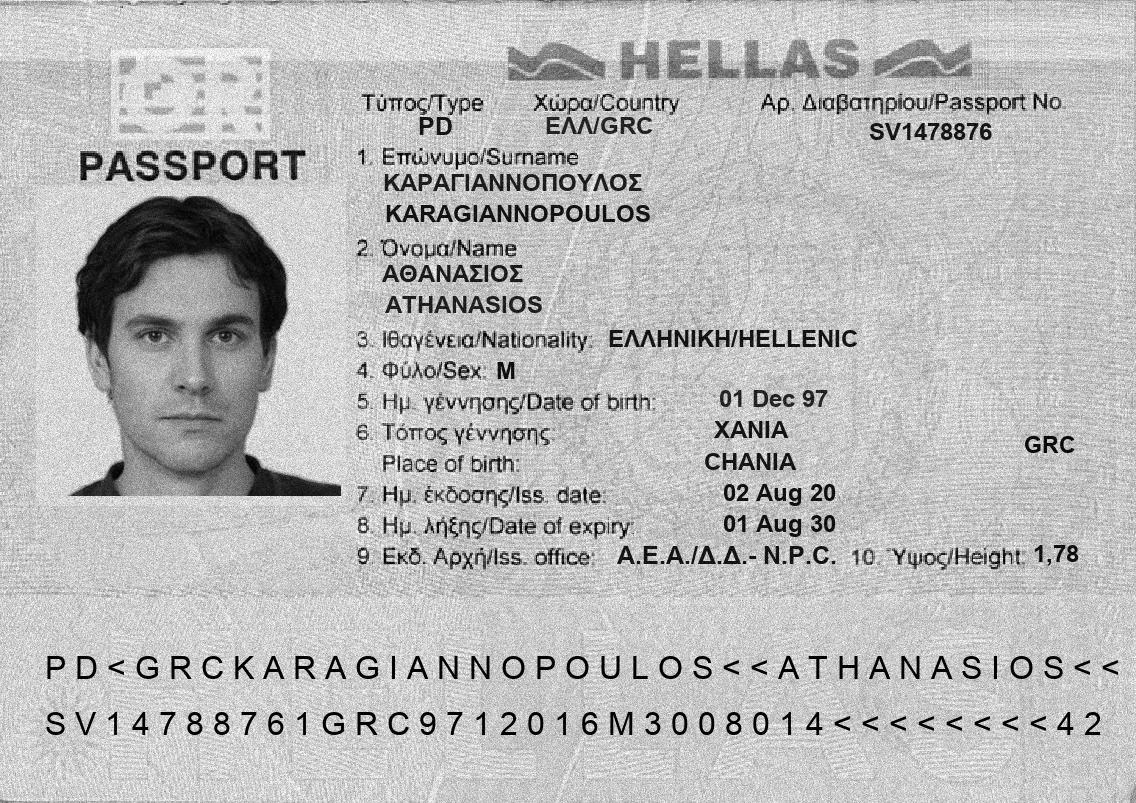 GR
HELLAS
PASSPORT
Τύπος/Type Χώρα/Country Αρ. Διαβατηρίου/Passport No.
PD ΕΛΛ/GRC SV1478876
1. Επώνυμο/Surname
ΚΑΡΑΓΙΑΝΝΟΠΟΥΛΟΣ
KARAGIANNOPOULOS
2. Όνομα/Name
ΑΘΑΝΑΣΙΟΣ
ATHANASIOS
3. Ιθαγένεια/Nationality: ΕΛΛΗΝΙΚΗ/HELLENIC
4. Φύλο/Sex: M
5. Ημ. γέννησης/Date of birth: 01 Dec 97
6. Τόπος γέννησης ΧΑΝΙΑ
GRC
Place of birth: CHANIA
7. Ημ. έκδοσης/Iss. date: 02 Aug 20
8. Ημ. λήξης/Date of expiry: 01 Aug 30
9 Εκδ. Αρχή/Iss. office: Α.Ε.Α./Δ.Δ.- N.P.C. 10. Ύψος/Height: 1,78
PD<GRCKARAGIANNOPOULOS<<ATHANASIOS<<
SV14788761GRC9712016M3008014<<<<<<<<42
HELLAS